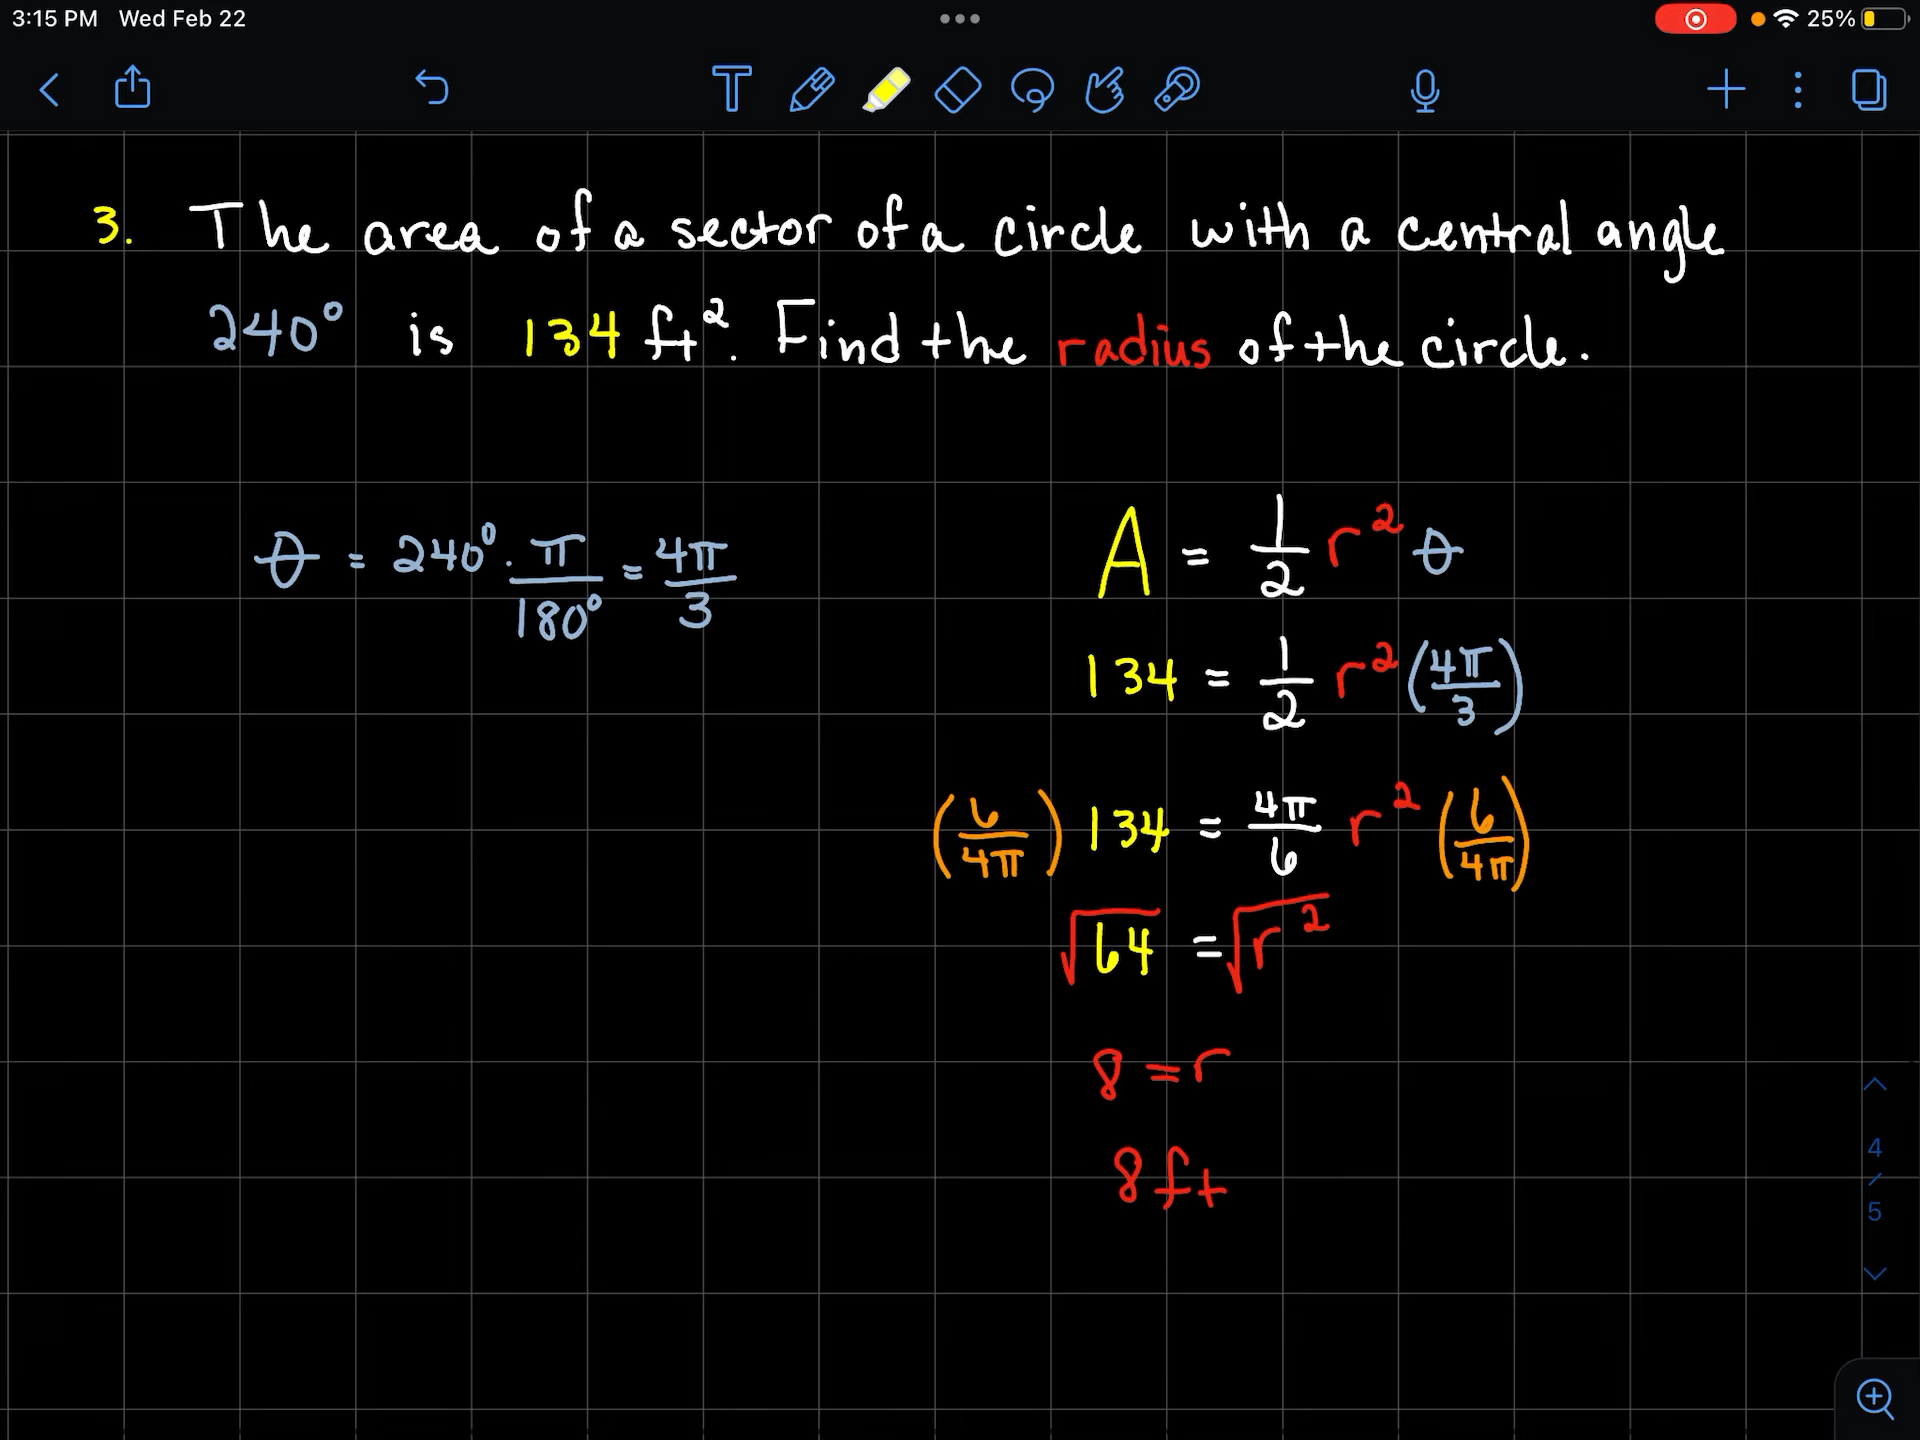 3:15 PM Wed Feb 22
25%
T
3. The area of a sector of a circle with a central angle
240° is 134 ft². Find the radius of the circle.
θ = 240° · π/180° = 4π/3
A = 1/2 r² θ
134 = 1/2 r² (4π/3)
(6/4π) 134 = 4π/6 r² (6/4π)
√64 = √r²
8 = r
8 ft
4
/
5